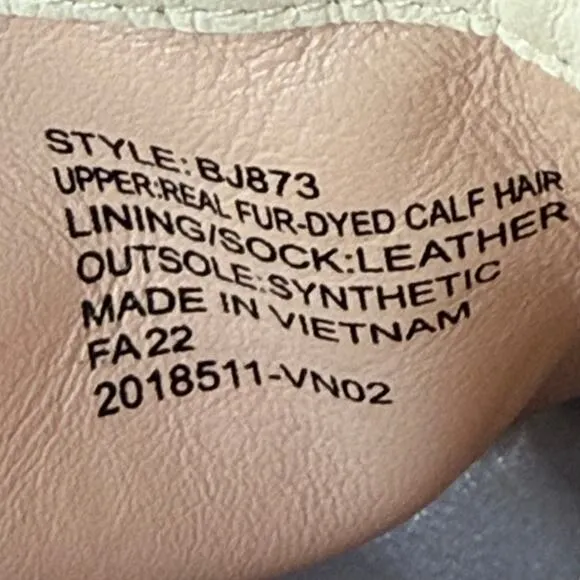 STYLE: BJ873
UPPER:REAL FUR-DYED CALF HAIR
LINING/SOCK:LEATHER
OUTSOLE:SYNTHETIC
MADE IN VIETNAM
FA22
2018511-VN02